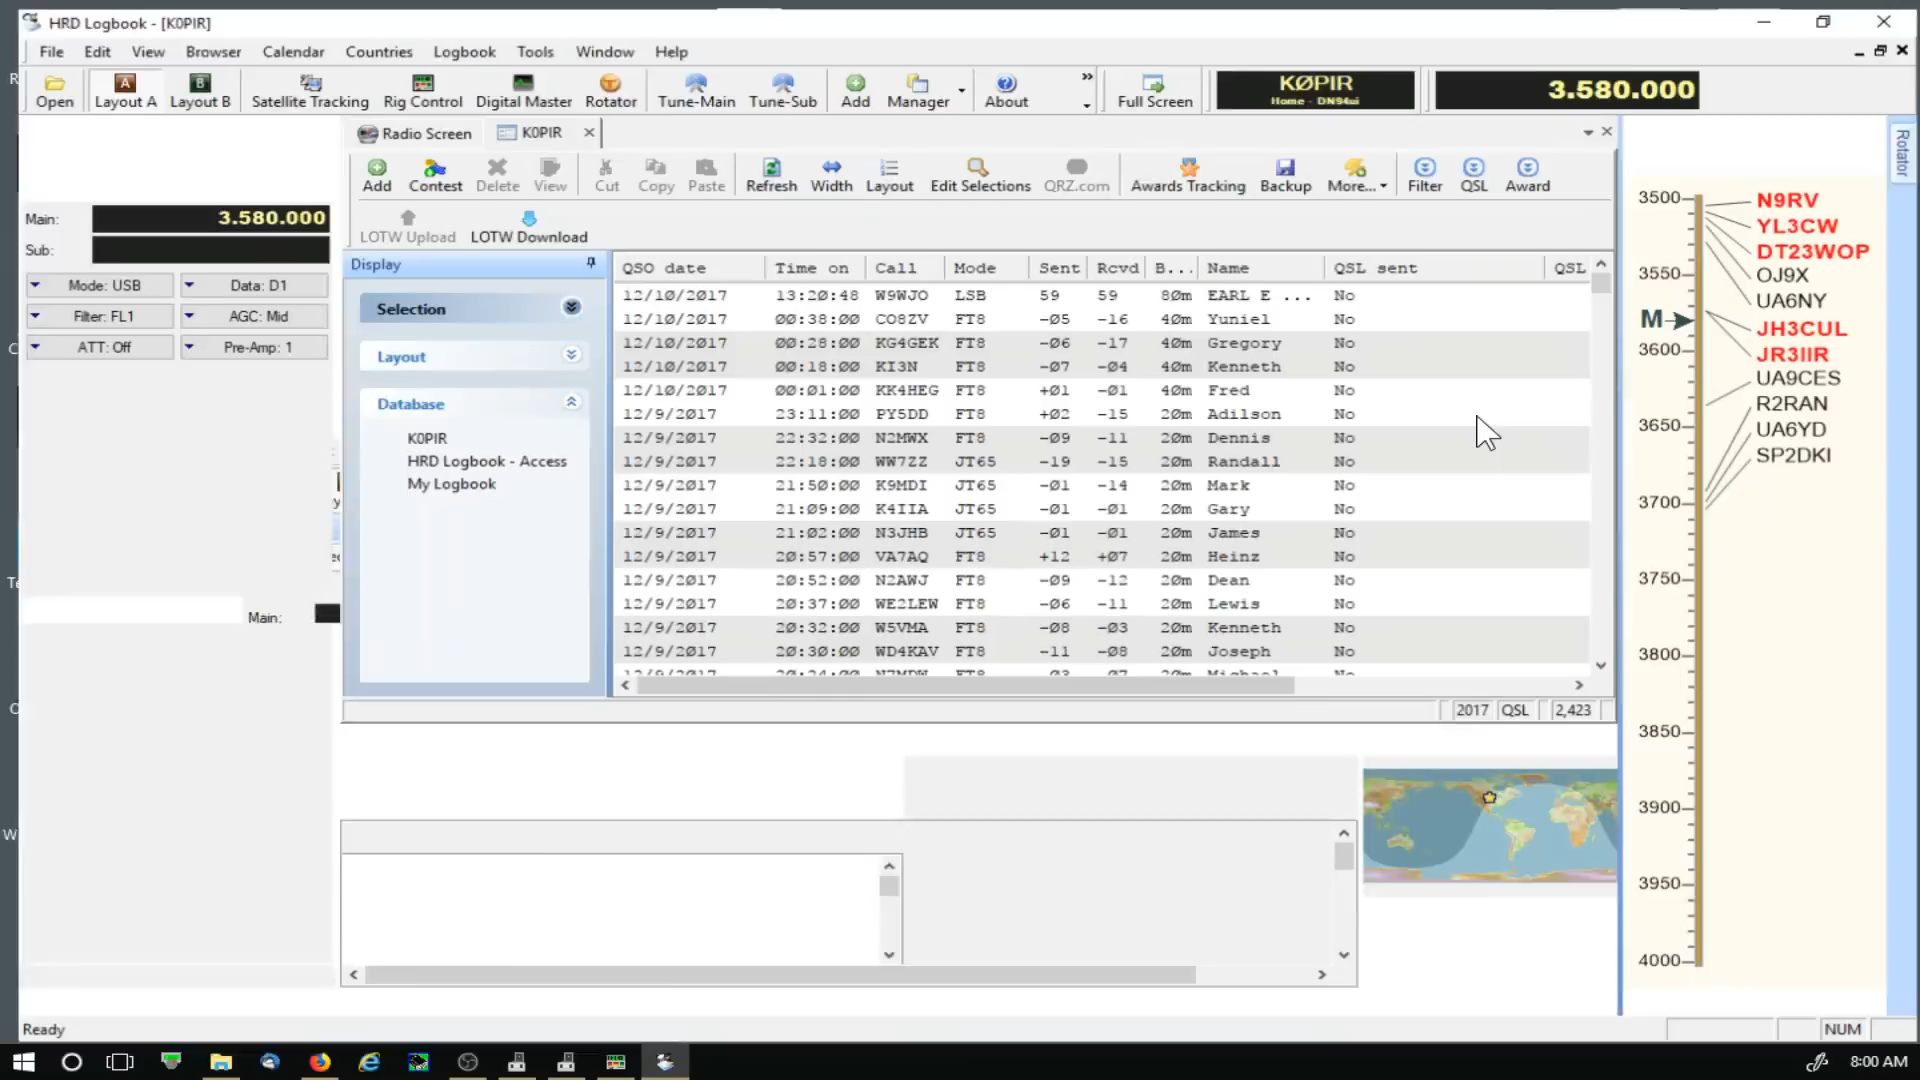 HRD Logbook - [K0PIR]
File Edit View Browser Calendar Countries Logbook Tools Window Help
Open Layout A Layout B Satellite Tracking Rig Control Digital Master Rotator Tune-Main Tune-Sub Add Manager About Full Screen
KØPIR
Home - DN94ui
3.580.000
Radio Screen K0PIR
Rotator
Add Contest Delete View Cut Copy Paste Refresh Width Layout Edit Selections QRZ.com Awards Tracking Backup More... Filter QSL Award
LOTW Upload LOTW Download
Main: 3.580.000
Sub:
Mode: USB Data: D1
Filter: FL1 AGC: Mid
ATT: Off Pre-Amp: 1
Display
Selection
Layout
Database
K0PIR
HRD Logbook - Access
My Logbook
QSO date Time on Call Mode Sent Rcvd B... Name QSL sent QSL
12/10/2017 13:20:48 W9WJO LSB 59 59 80m EARL E ... No
12/10/2017 00:38:00 CO8ZV FT8 -05 -16 40m Yuniel No
12/10/2017 00:28:00 KG4GEK FT8 -06 -17 40m Gregory No
12/10/2017 00:18:00 KI3N FT8 -07 -04 40m Kenneth No
12/10/2017 00:01:00 KK4HEG FT8 +01 -01 40m Fred No
12/9/2017 23:11:00 PY5DD FT8 +02 -15 20m Adilson No
12/9/2017 22:32:00 N2MWX FT8 -09 -11 20m Dennis No
12/9/2017 22:18:00 WW7ZZ JT65 -19 -15 20m Randall No
12/9/2017 21:50:00 K9MDI JT65 -01 -14 20m Mark No
12/9/2017 21:09:00 K4IIA JT65 -01 -01 20m Gary No
12/9/2017 21:02:00 N3JHB JT65 -01 -01 20m James No
12/9/2017 20:57:00 VA7AQ FT8 +12 +07 20m Heinz No
12/9/2017 20:52:00 N2AWJ FT8 -09 -12 20m Dean No
12/9/2017 20:37:00 WE2LEW FT8 -06 -11 20m Lewis No
12/9/2017 20:32:00 W5VMA FT8 -08 -03 20m Kenneth No
12/9/2017 20:30:00 WD4KAV FT8 -11 -08 20m Joseph No
2017 QSL 2,423
Main:
3500
3550
M
3600
3650
3700
3750
3800
3850
3900
3950
4000
N9RV
YL3CW
DT23WOP
OJ9X
UA6NY
JH3CUL
JR3IIR
UA9CES
R2RAN
UA6YD
SP2DKI
Ready
NUM
8:00 AM